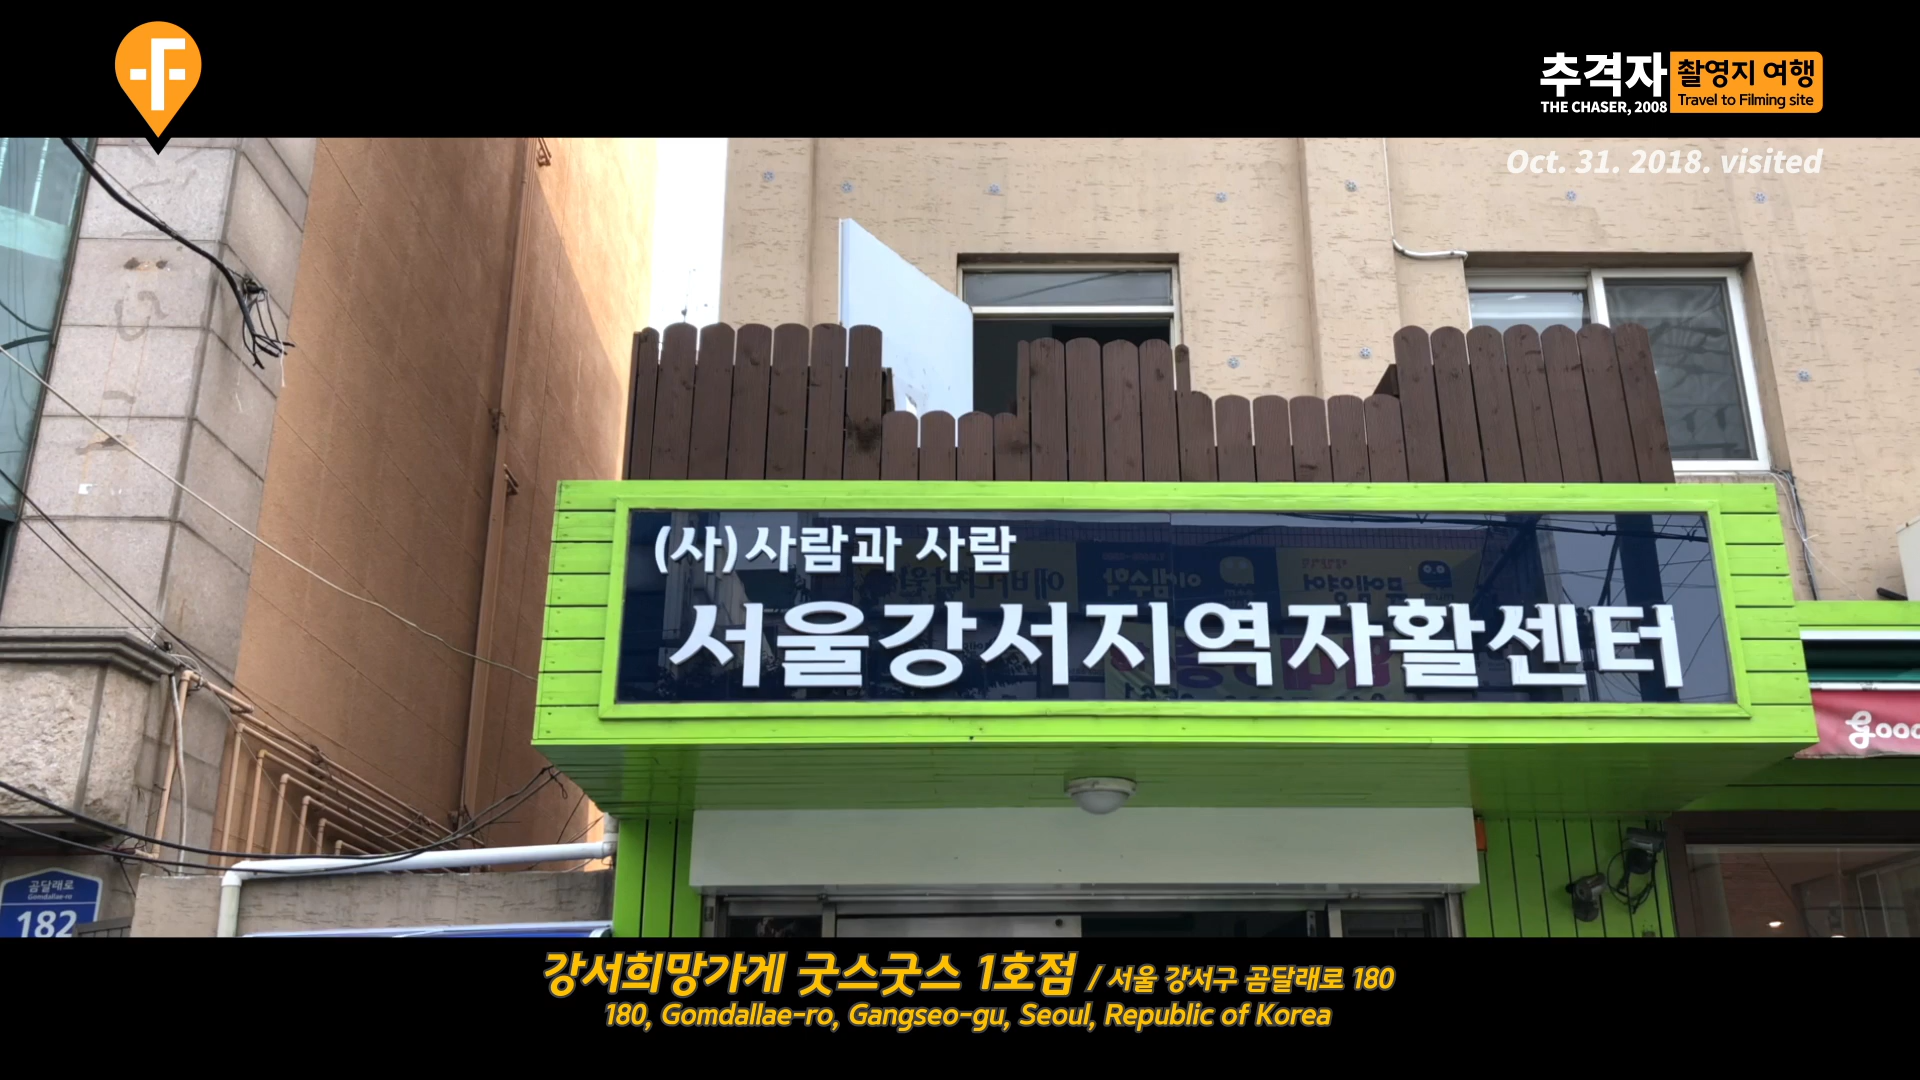 F
추격자 촬영지 여행
THE CHASER, 2008 Travel to Filming site
Oct. 31. 2018. visited
(사)사람과 사람
서울강서지역자활센터
good
곰달래로
Gomdallae-ro
182
강서희망가게 굿스굿스 1호점 / 서울 강서구 곰달래로 180
180, Gomdallae-ro, Gangseo-gu, Seoul, Republic of Korea